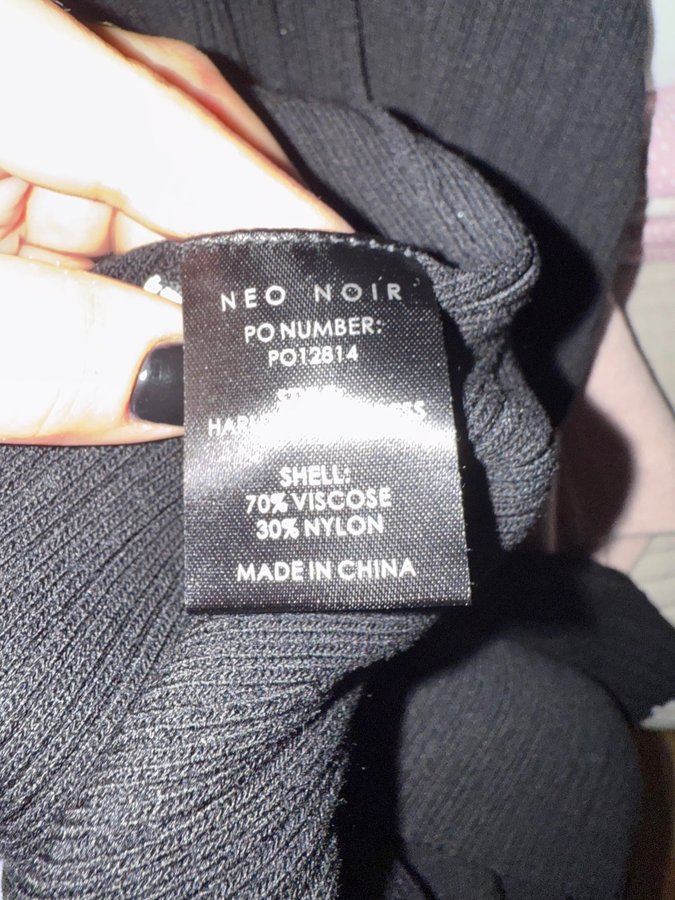 NEO NOIR
PO NUMBER:
PO12814
SHELL:
70% VISCOSE
30% NYLON
MADE IN CHINA